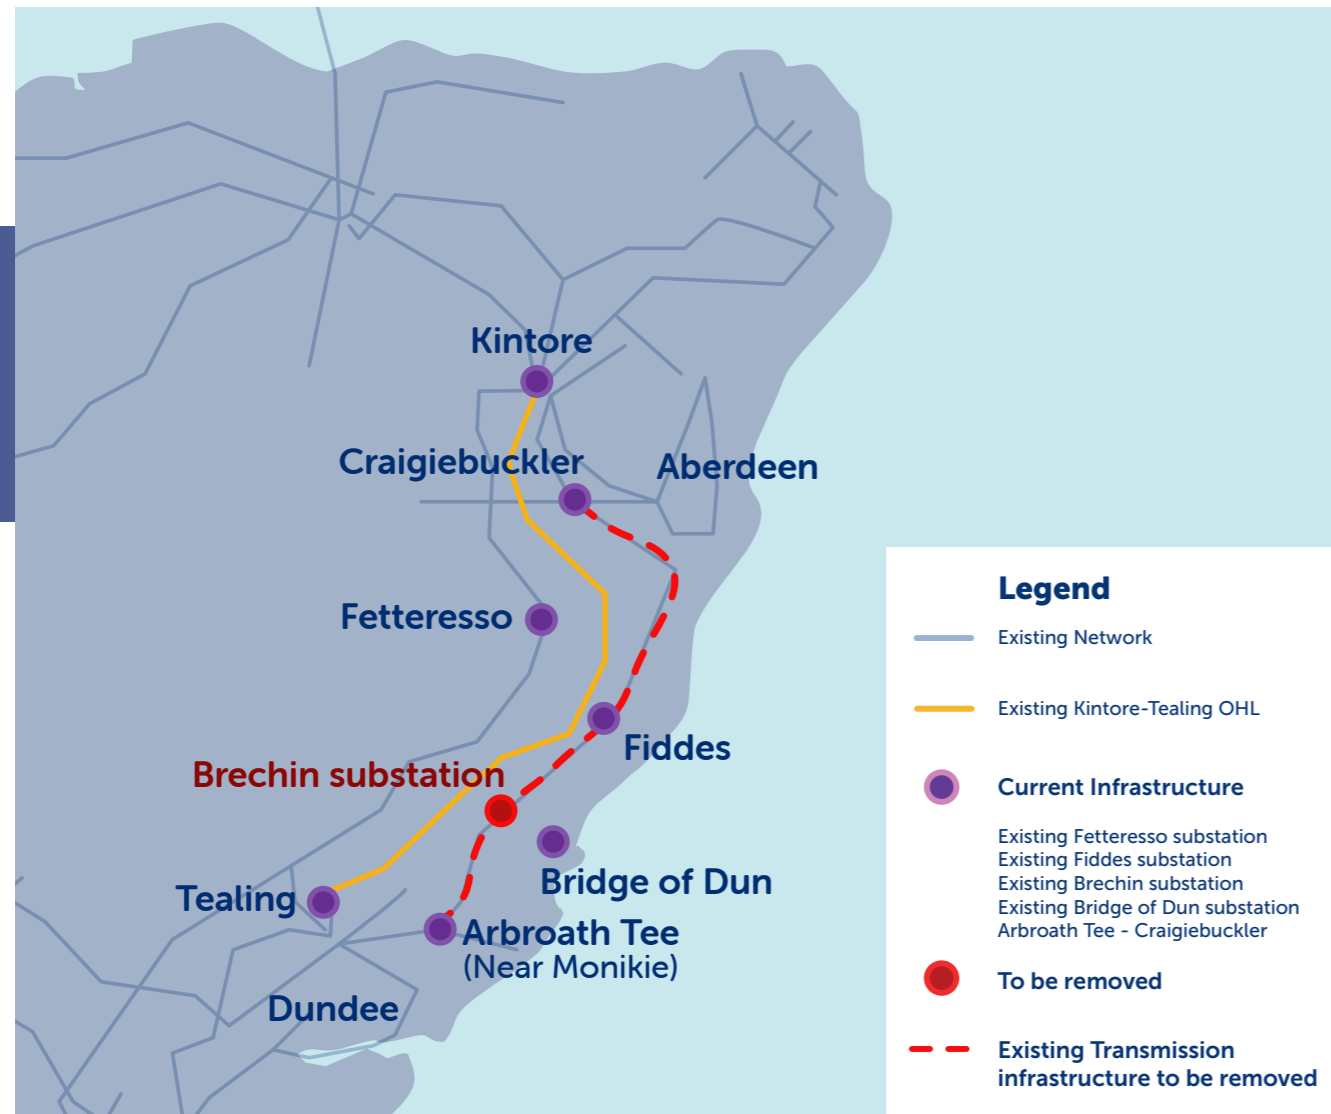 Kintore
Craigiebuckler
Aberdeen
Fetteresso
Fiddes
Brechin substation
Bridge of Dun
Tealing
Arbroath Tee
(Near Monikie)
Dundee
Legend
Existing Network
Existing Kintore-Tealing OHL
Current Infrastructure
Existing Fetteresso substation
Existing Fiddes substation
Existing Brechin substation
Existing Bridge of Dun substation
Arbroath Tee - Craigiebuckler
To be removed
Existing Transmission
infrastructure to be removed